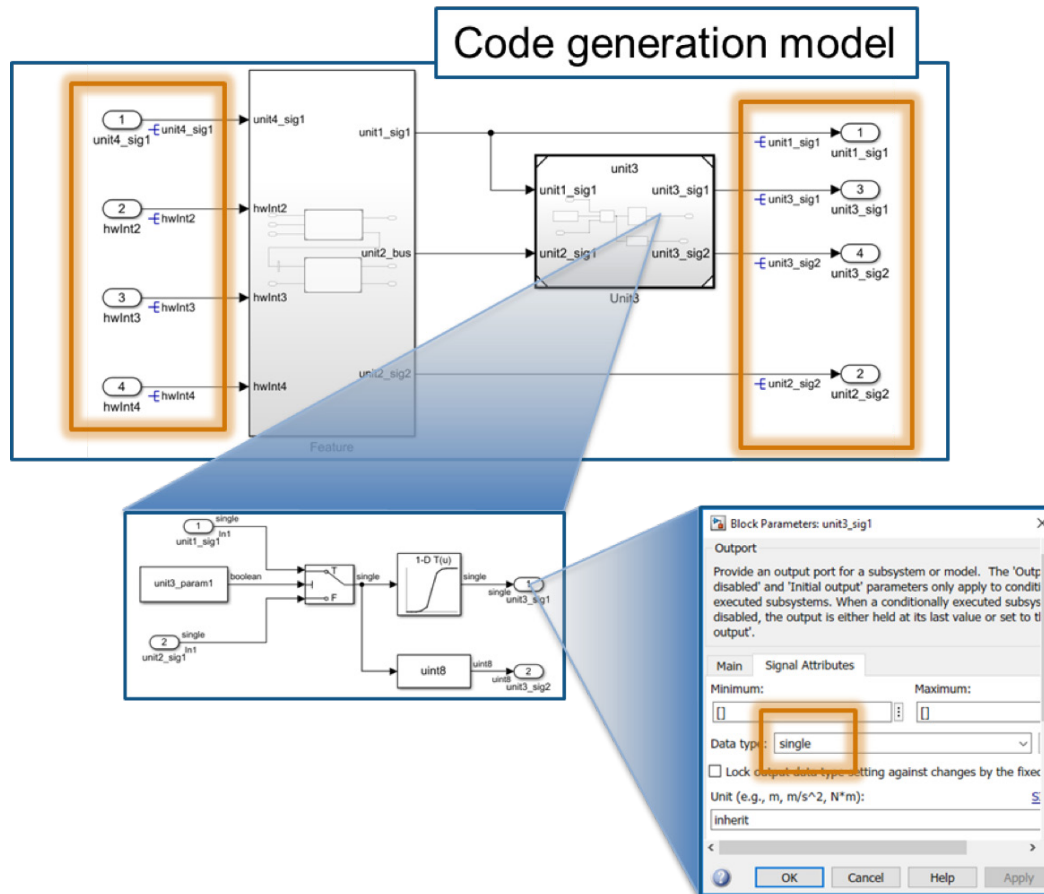 Code generation model
1
unit4_sig1
unit4_sig1
2
hwInt2
hwInt2
3
hwInt3
hwInt3
4
hwInt4
hwInt4
unit4_sig1
unit1_sig1
hwInt2
unit2_bus
hwInt3
hwInt4
unit2_sig2
Feature
unit3
unit1_sig1
unit3_sig1
unit2_sig1
unit3_sig2
Unit3
unit1_sig1
1
unit1_sig1
unit3_sig1
3
unit3_sig1
unit3_sig2
4
unit3_sig2
unit2_sig2
2
unit2_sig2
single
1
In1
unit1_sig1
unit3_param1
boolean
T
F
single
2
In1
unit2_sig1
single
1-D T(u)
single
single
1
unit3_sig1
uint8
uint8
uint8
2
unit3_sig2
Block Parameters: unit3_sig1
Outport
Provide an output port for a subsystem or model. The 'Outp
disabled' and 'Initial output' parameters only apply to conditi
executed subsystems. When a conditionally executed subsys
disabled, the output is either held at its last value or set to th
output'.
Main Signal Attributes
Minimum: Maximum:
[] []
Data type: single
Lock output data type setting against changes by the fixed
Unit (e.g., m, m/s^2, N*m):
inherit
OK Cancel Help Apply